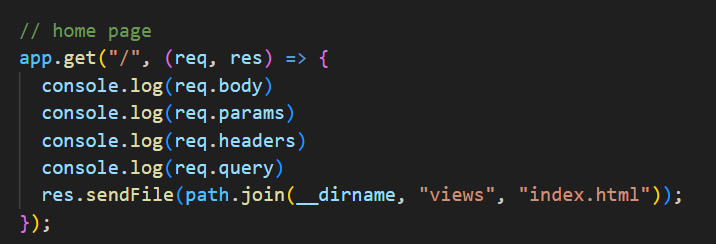 // home page
app.get("/", (req, res) => {
  console.log(req.body)
  console.log(req.params)
  console.log(req.headers)
  console.log(req.query)
  res.sendFile(path.join(__dirname, "views", "index.html"));
});